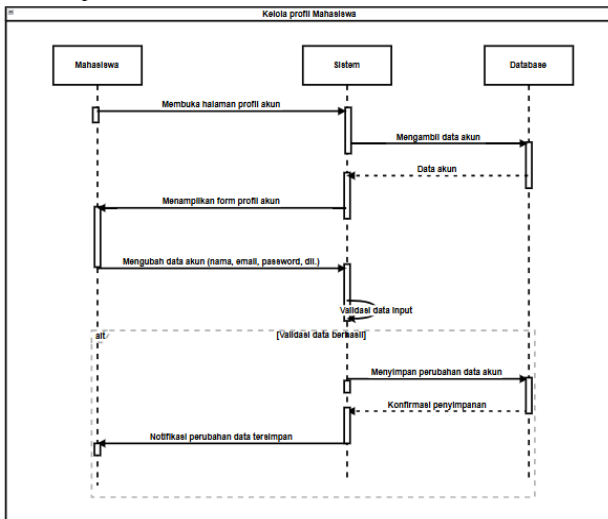 Kelola profil Mahasiswa
Mahasiswa
Sistem
Database
Membuka halaman profil akun
Mengambil data akun
Data akun
Menampilkan form profil akun
Mengubah data akun (nama, email, password, dll.)
Validasi data input
alt
[Validasi data berhasil]
Menyimpan perubahan data akun
Konfirmasi penyimpanan
Notifikasi perubahan data tersimpan